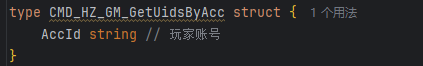 type CMD_HZ_GM_GetUidsByAcc struct {  1 个用法
    AccId string // 玩家账号
}